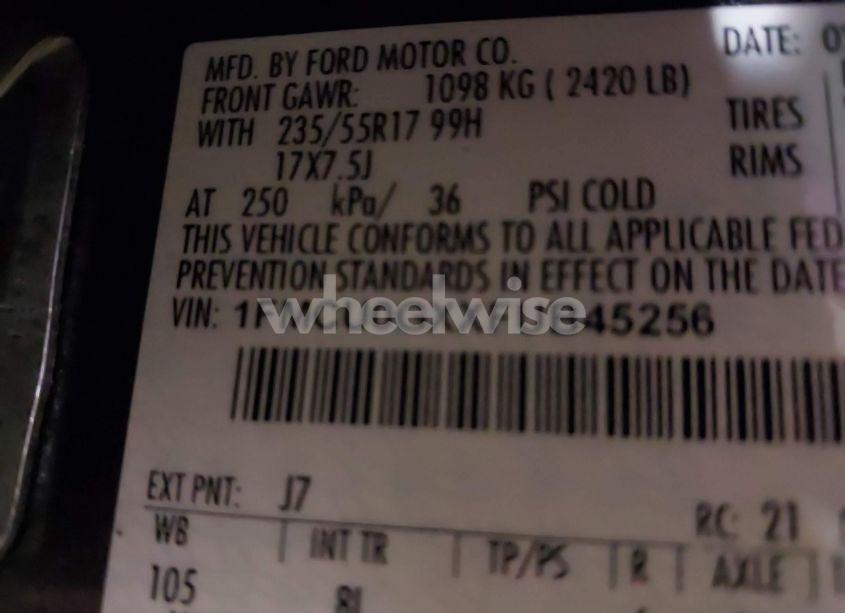 MFD. BY FORD MOTOR CO.
DATE: 0
FRONT GAWR: 1098 KG ( 2420 LB)
WITH 235/55R17 99H
TIRES
17X7.5J
RIMS
AT 250 kPa/ 36 PSI COLD
THIS VEHICLE CONFORMS TO ALL APPLICABLE FED
PREVENTION STANDARDS IN EFFECT ON THE DATE
VIN:
wheelwise
45256
EXT PNT: J7
RC: 21
WB INT TR TP/PS R AXLE
105